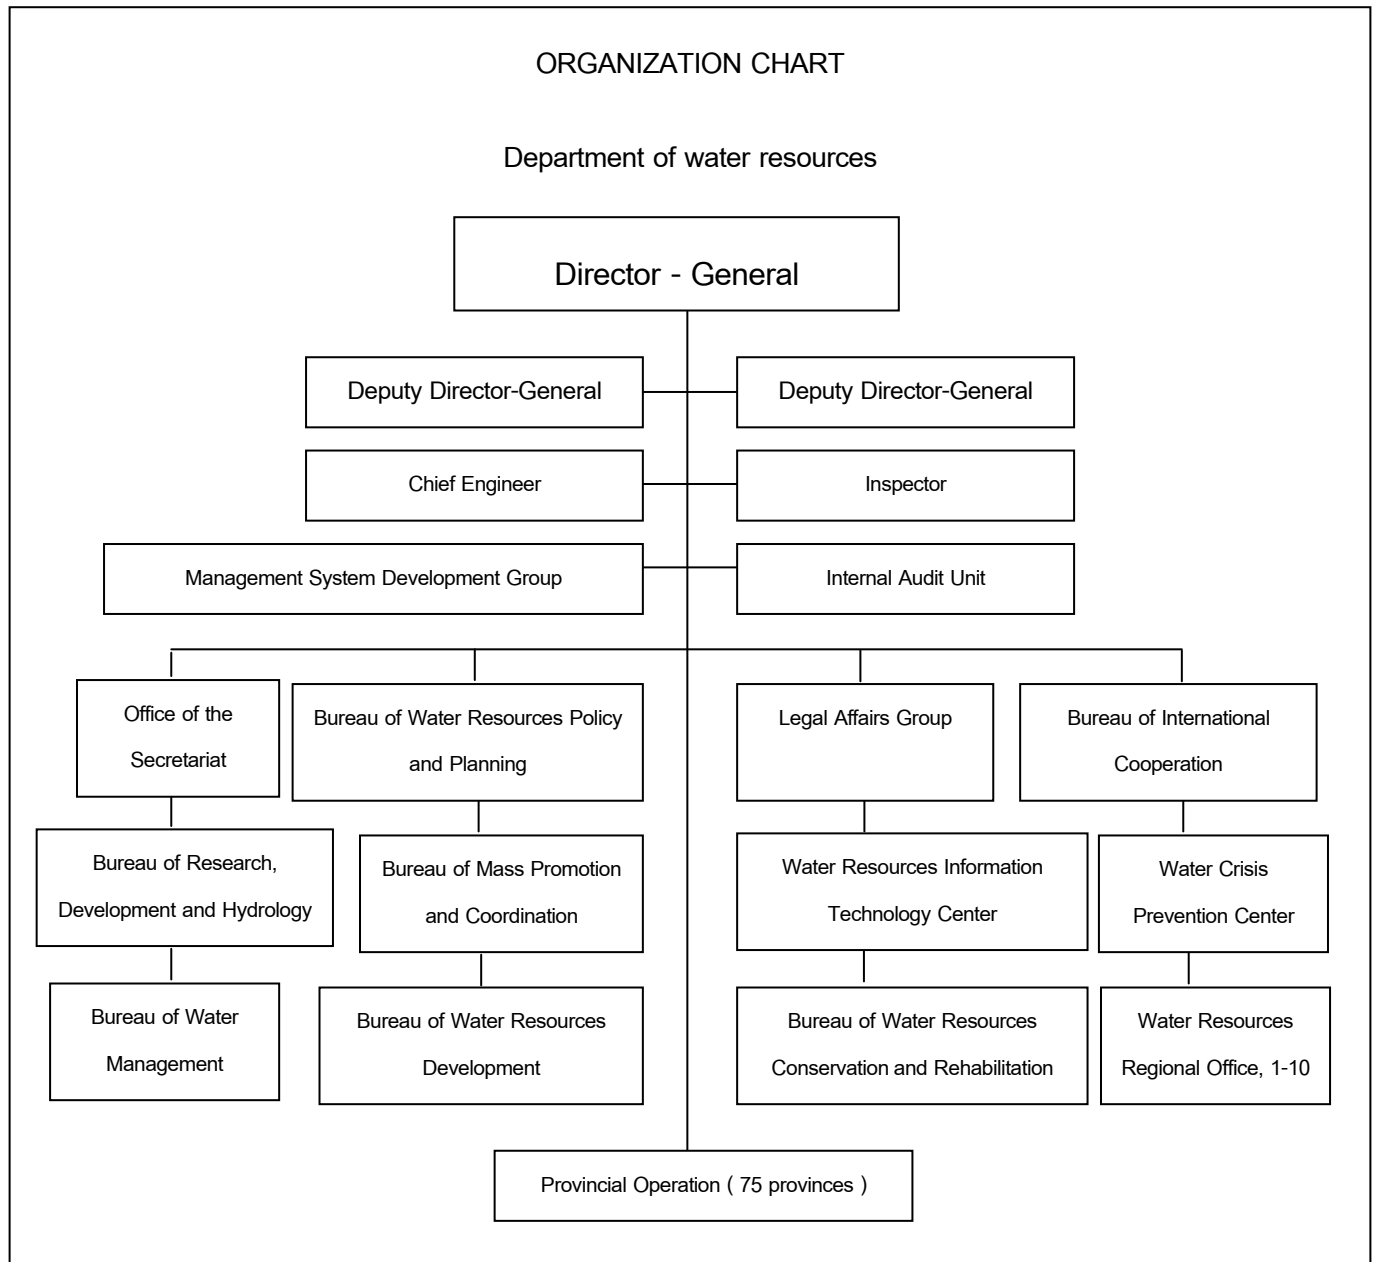 ORGANIZATION CHART
Department of water resources
Director - General
Deputy Director-General
Deputy Director-General
Chief Engineer
Inspector
Management System Development Group
Internal Audit Unit
Office of the
Secretariat
Bureau of Water Resources Policy
and Planning
Legal Affairs Group
Bureau of International
Cooperation
Bureau of Research,
Development and Hydrology
Bureau of Mass Promotion
and Coordination
Water Resources Information
Technology Center
Water Crisis
Prevention Center
Bureau of Water
Management
Bureau of Water Resources
Development
Bureau of Water Resources
Conservation and Rehabilitation
Water Resources
Regional Office, 1-10
Provincial Operation ( 75 provinces )